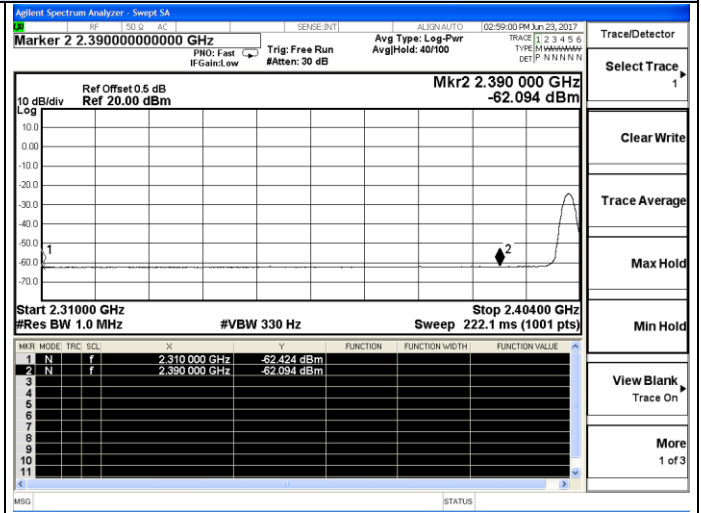 Agilent Spectrum Analyzer - Swept SA
RF 50 Ω AC SENSE:INT ALIGN AUTO 02:59:00 PM Jun 23, 2017
Marker 2 2.390000000000 GHz
PNO: Fast
IFGain:Low
Trig: Free Run
#Atten: 30 dB
Avg Type: Log-Pwr
Avg|Hold: 40/100
TRACE 1 2 3 4 5 6
TYPE M WWWWW
DET P N N N N N
Ref Offset 0.5 dB
Ref 20.00 dBm
10 dB/div
Log
Mkr2 2.390 000 GHz
-62.094 dBm
10.0
0.00
-10.0
-20.0
-30.0
-40.0
-50.0
-60.0
-70.0
1
2
Start 2.31000 GHz
Stop 2.40400 GHz
#Res BW 1.0 MHz
#VBW 330 Hz
Sweep 222.1 ms (1001 pts)
MKR MODE TRC SCL X Y FUNCTION FUNCTION WIDTH FUNCTION VALUE
1 N f 2.310 000 GHz -62.424 dBm
2 N f 2.390 000 GHz -62.094 dBm
3
4
5
6
7
8
9
10
11
MSG
STATUS
Trace/Detector
Select Trace
1
Clear Write
Trace Average
Max Hold
Min Hold
View Blank
Trace On
More
1 of 3